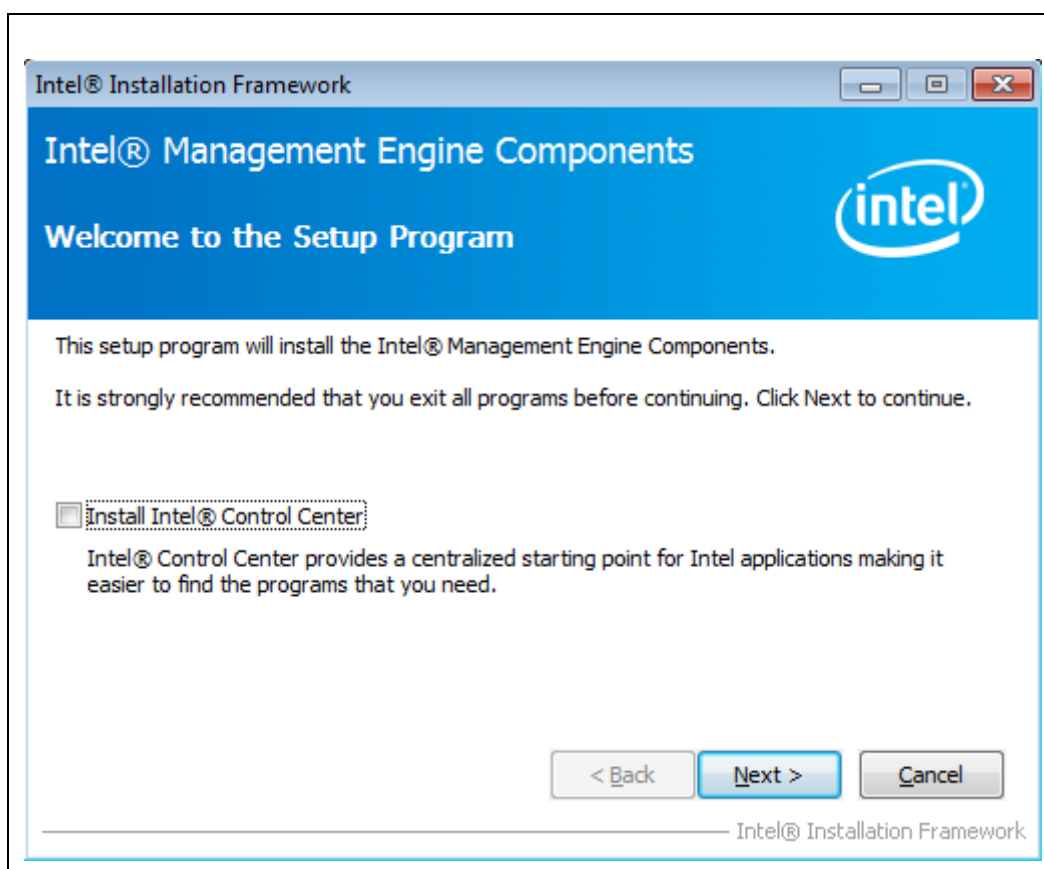 Intel® Installation Framework
Intel® Management Engine Components
intel
Welcome to the Setup Program
This setup program will install the Intel® Management Engine Components.
It is strongly recommended that you exit all programs before continuing. Click Next to continue.
Install Intel® Control Center
Intel® Control Center provides a centralized starting point for Intel applications making it
easier to find the programs that you need.
< Back
Next >
Cancel
Intel® Installation Framework